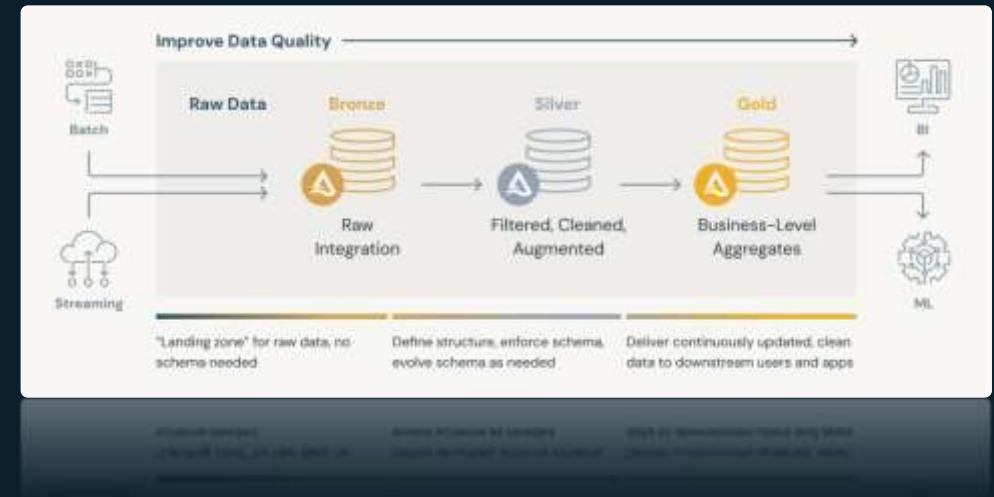 Improve Data Quality
Raw Data
Bronze
Silver
Gold
Batch
BI
Raw
Integration
Filtered, Cleaned,
Augmented
Business-Level
Aggregates
Streaming
ML
"Landing zone" for raw data, no
schema needed
Define structure, enforce schema,
evolve schema as needed
Deliver continuously updated, clean
data to downstream users and apps